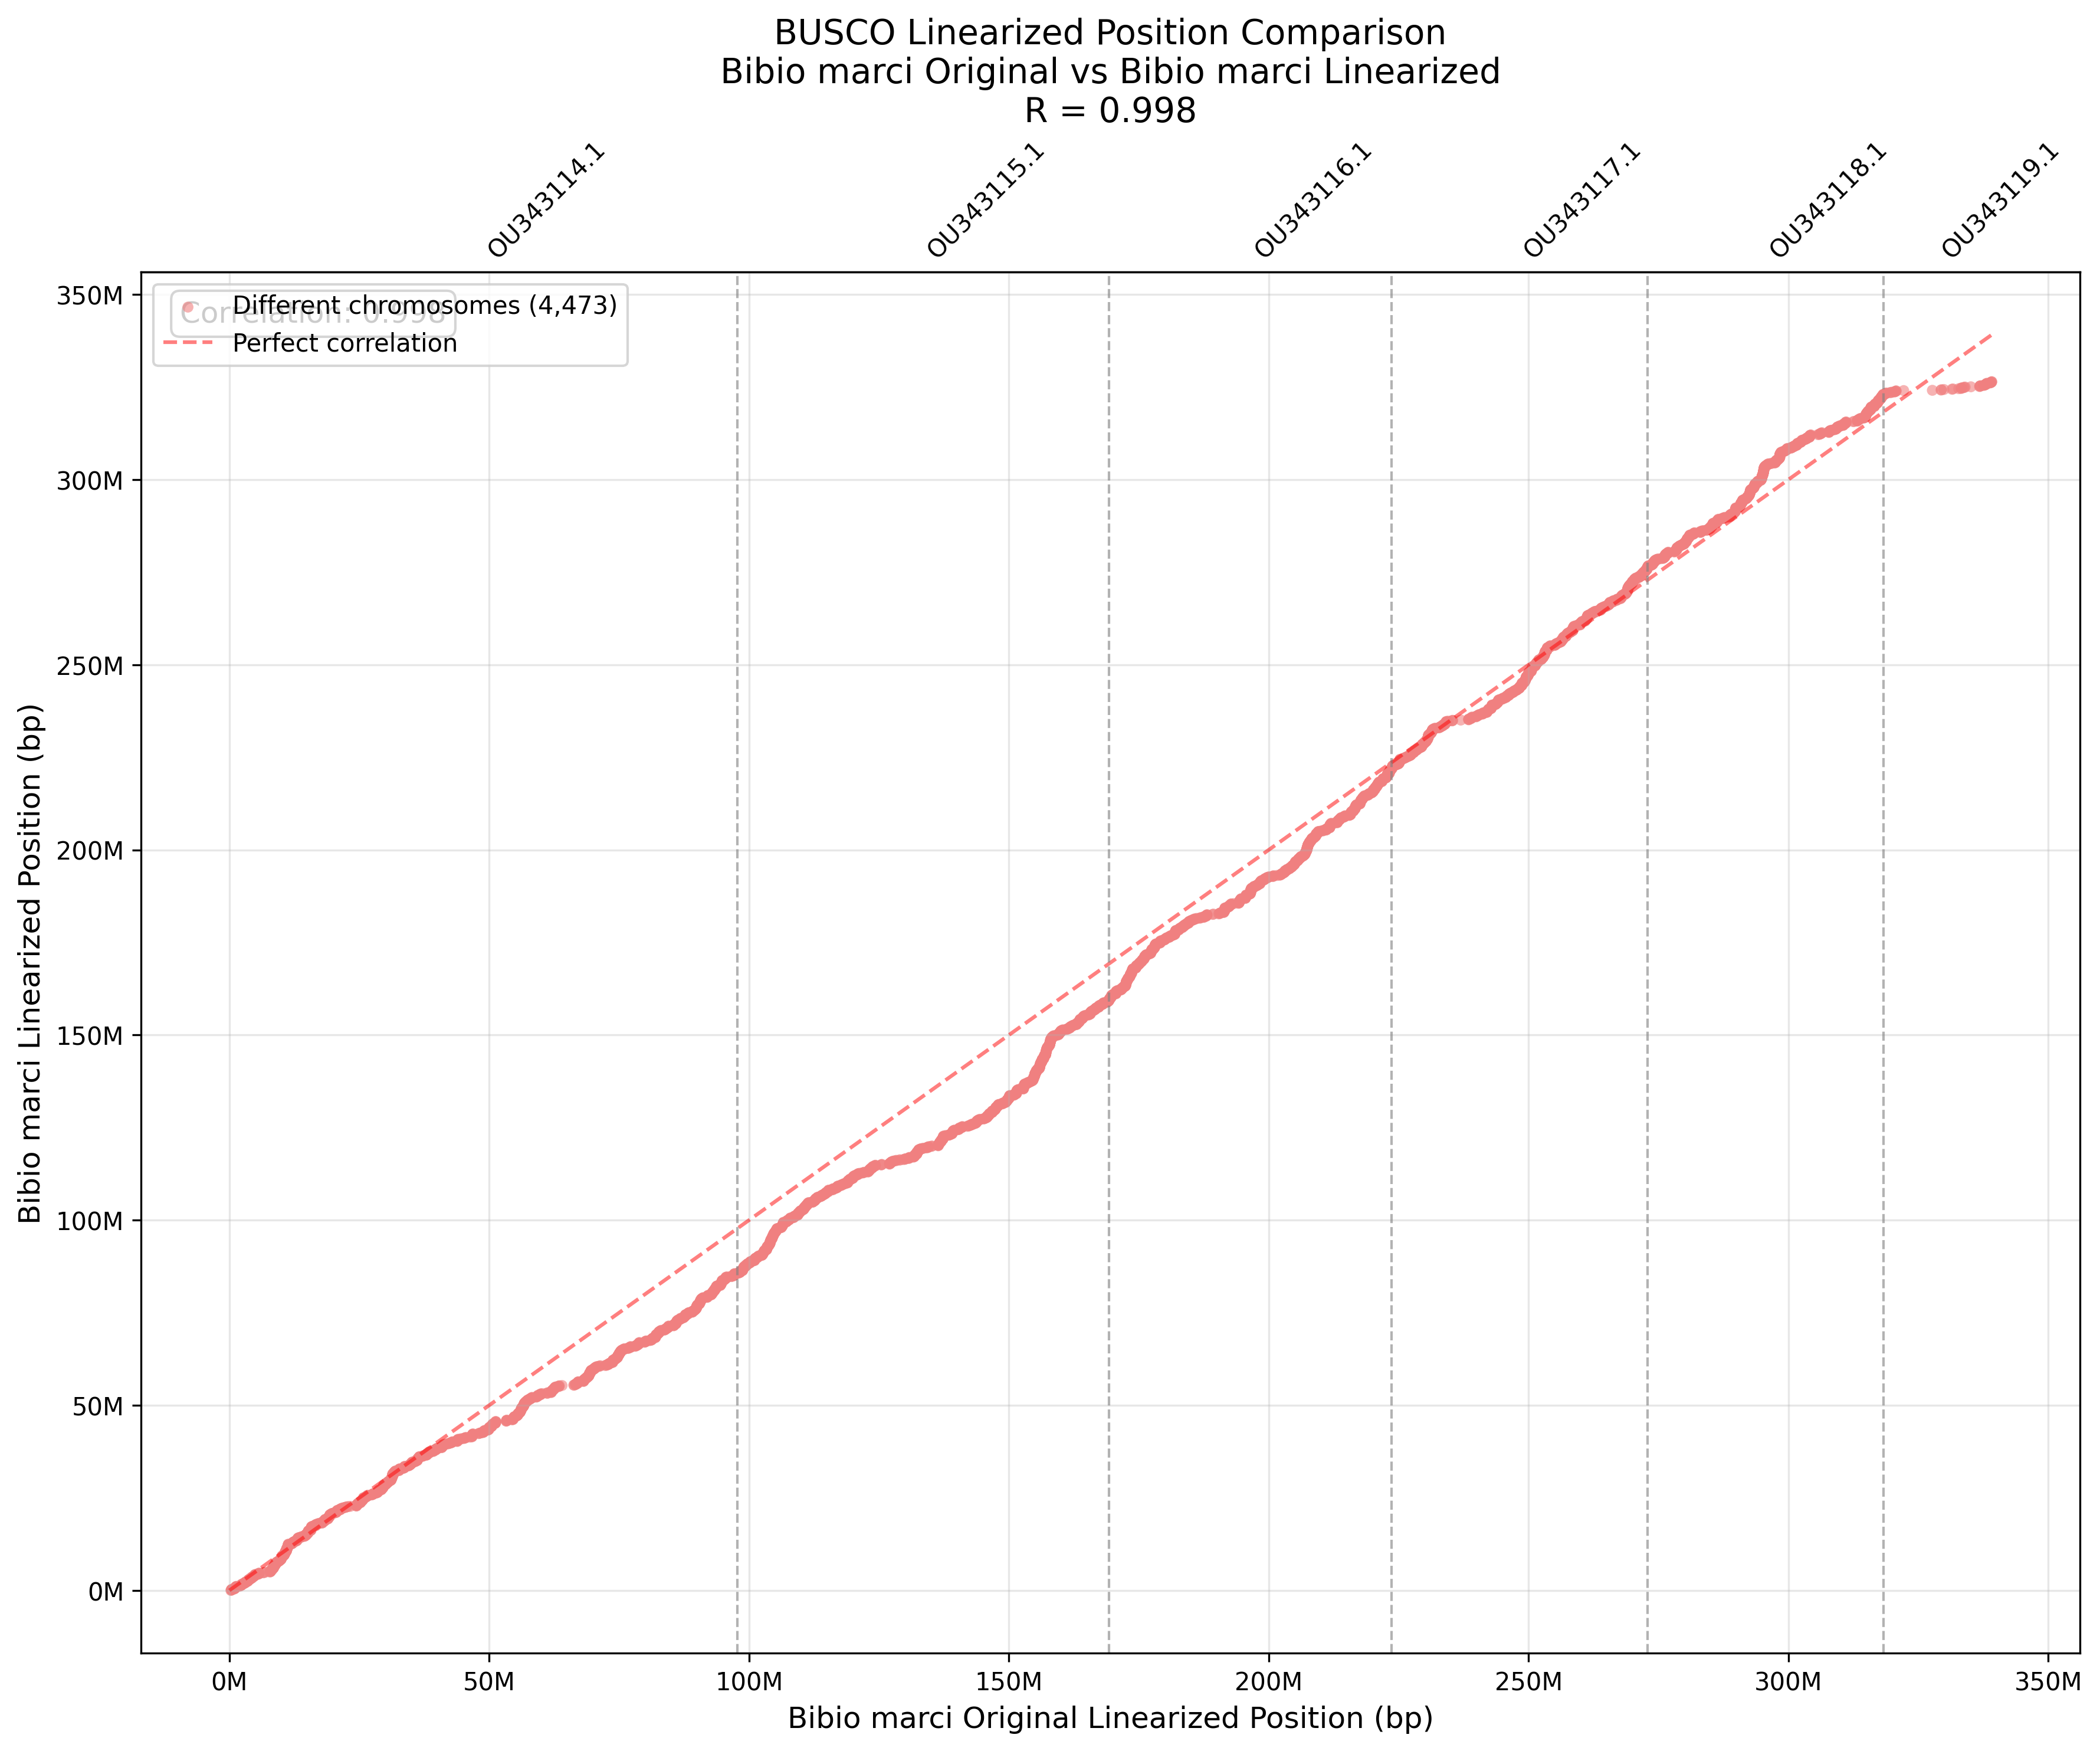 BUSCO Linearized Position Comparison
Bibio marci Original vs Bibio marci Linearized
R = 0.998
OU343114.1
OU343115.1
OU343116.1
OU343117.1
OU343118.1
OU343119.1
Correlation: 0.998
Different chromosomes (4,473)
Perfect correlation
350M
300M
250M
200M
150M
100M
50M
0M
Bibio marci Linearized Position (bp)
0M
50M
100M
150M
200M
250M
300M
350M
Bibio marci Original Linearized Position (bp)